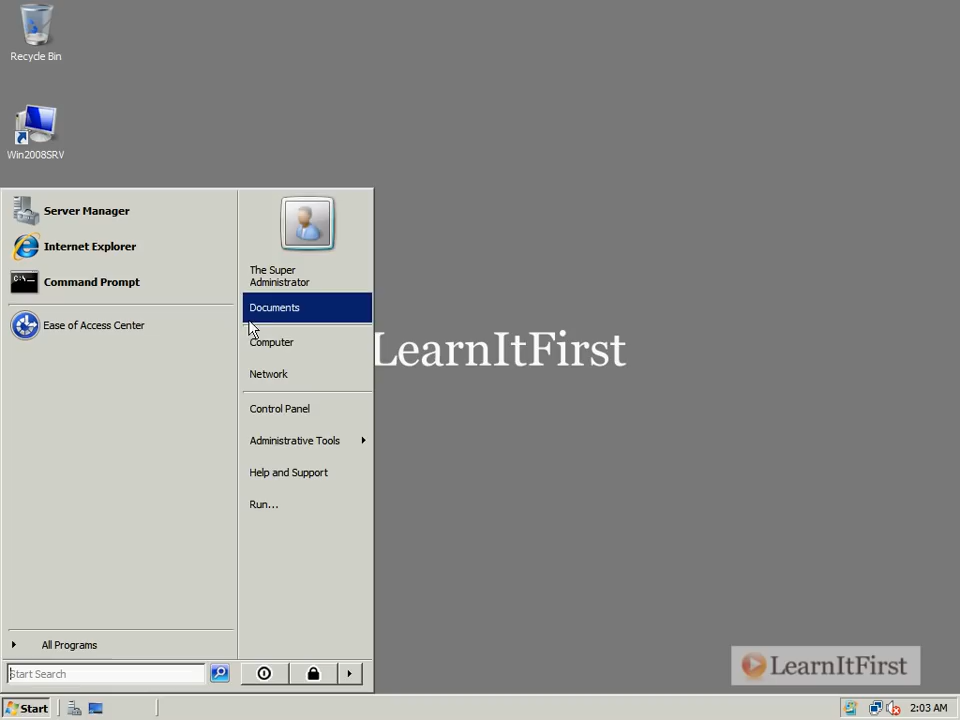 Recycle Bin
Win2008SRV
Server Manager
Internet Explorer
Command Prompt
Ease of Access Center
All Programs
Start Search
The Super
Administrator
Documents
Computer
Network
Control Panel
Administrative Tools
Help and Support
Run...
LearnItFirst
LearnItFirst
Start
2:03 AM